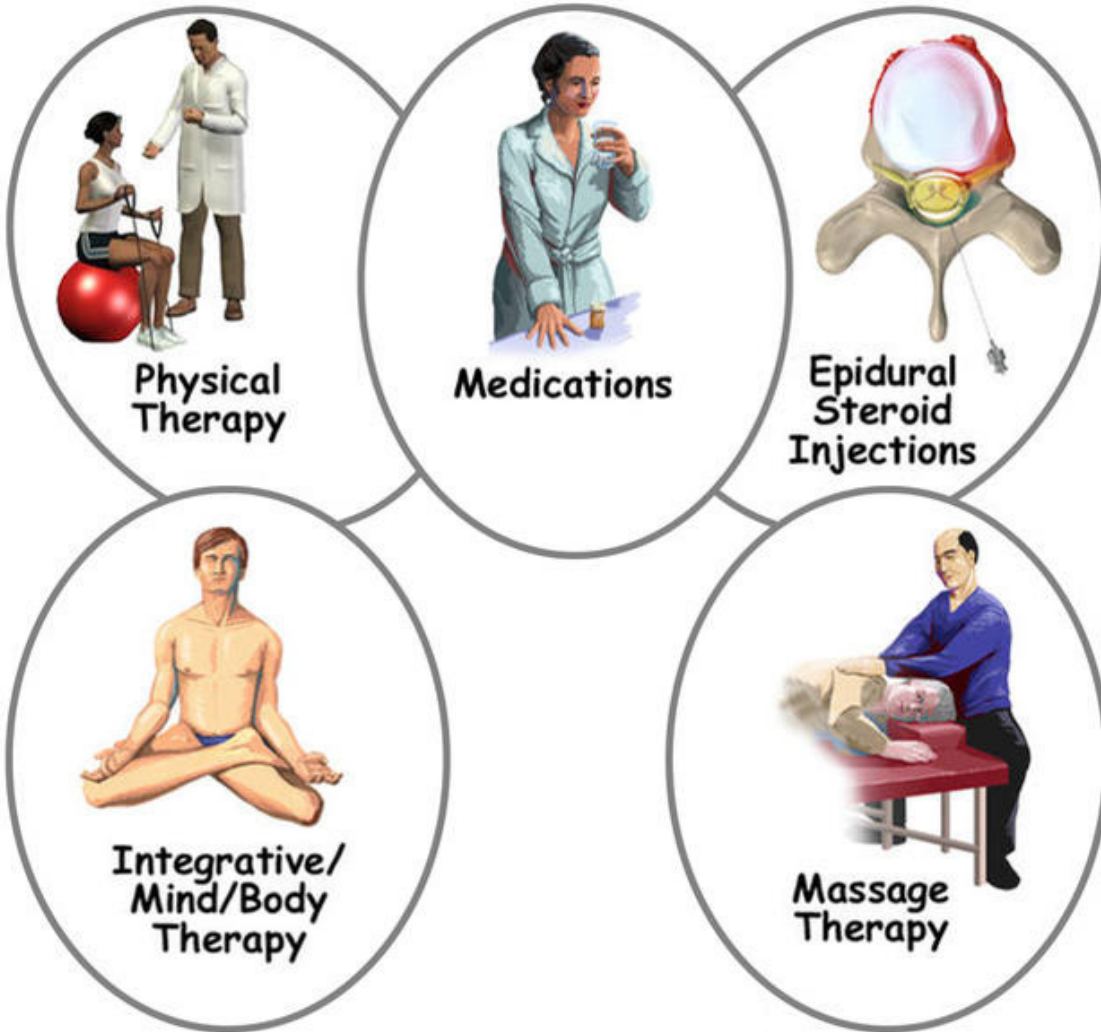 Physical
Therapy
Medications
Epidural
Steroid
Injections
Integrative/
Mind/Body
Therapy
Massage
Therapy